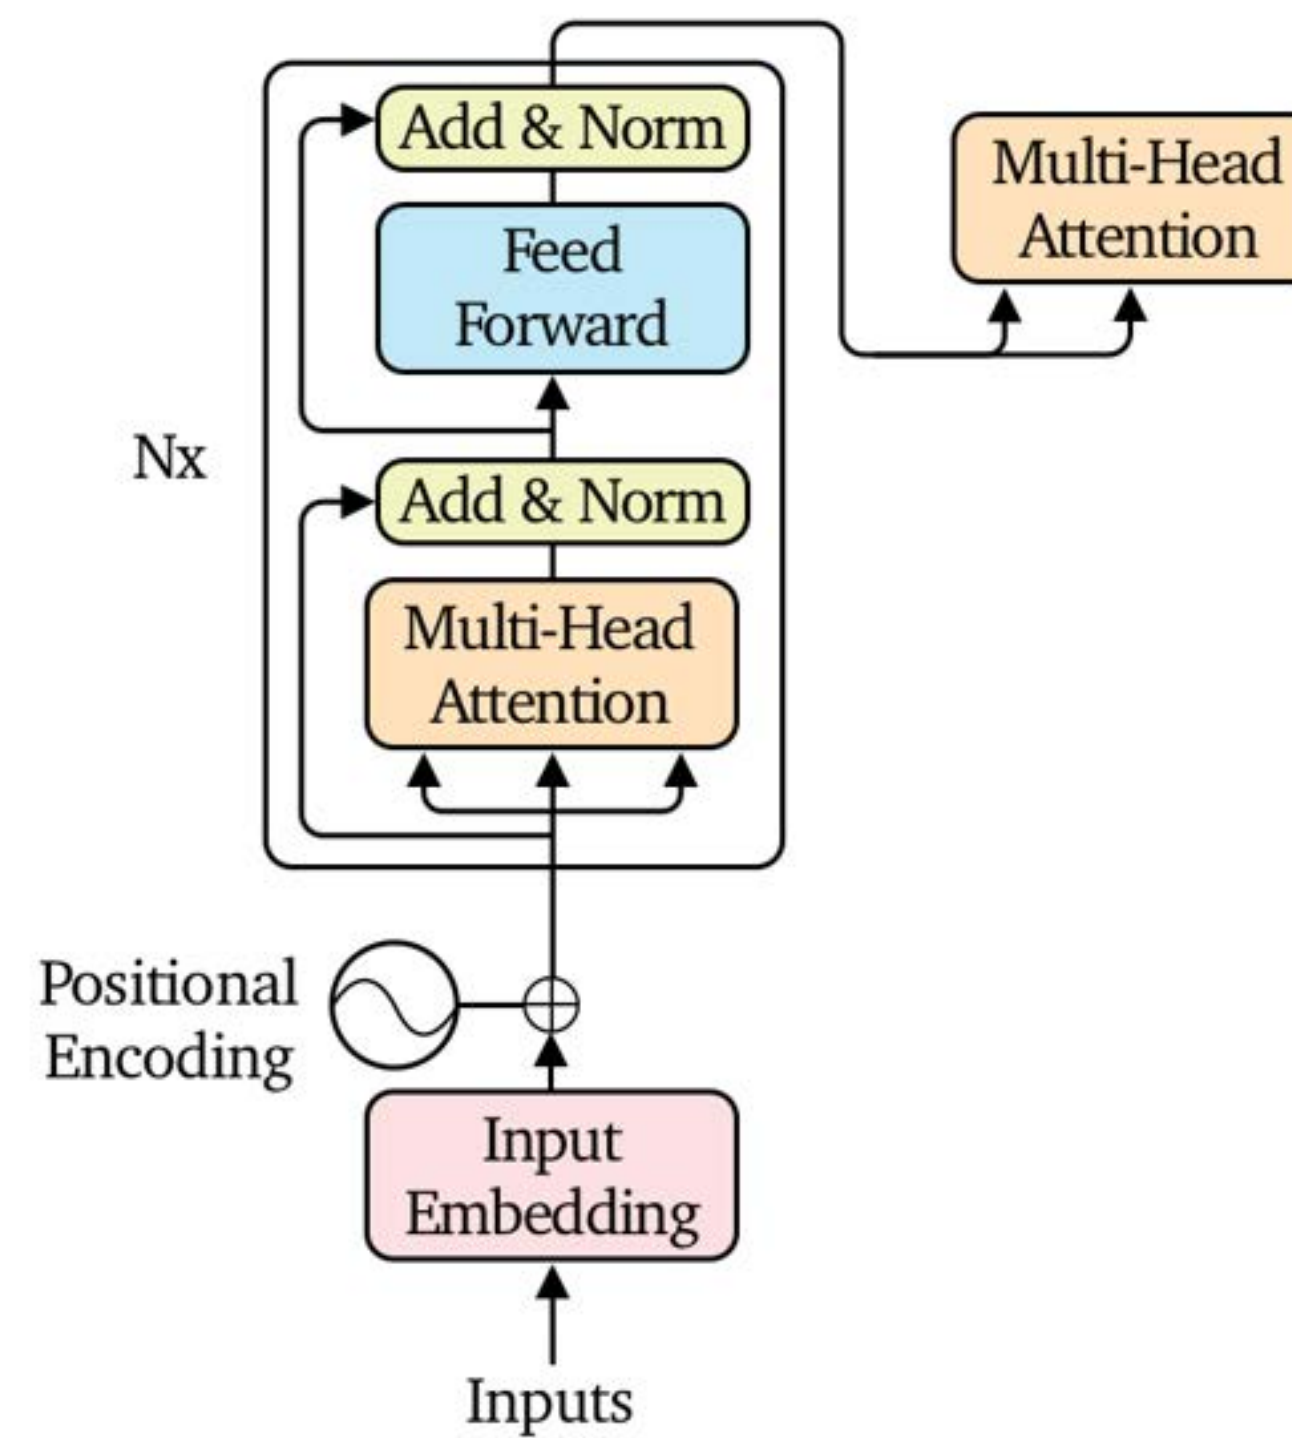 Add & Norm
Multi-Head
Attention
Feed
Forward
Nx
Add & Norm
Multi-Head
Attention
Positional
Encoding
Input
Embedding
Inputs